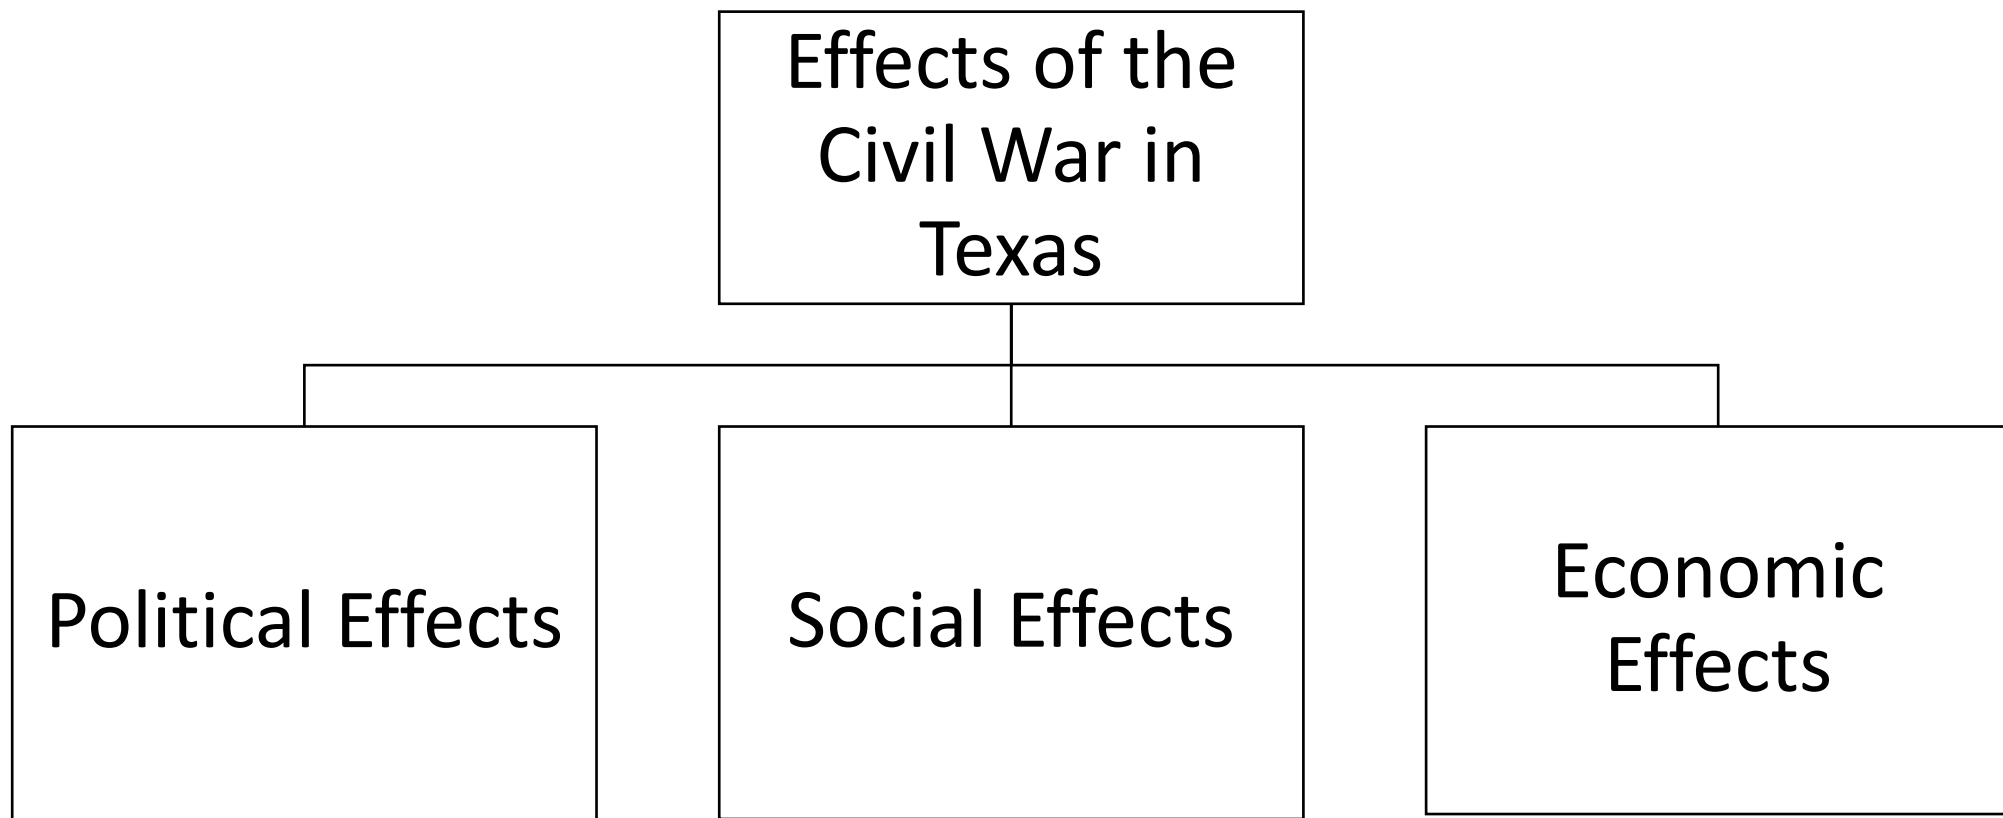 Effects of the
Civil War in
Texas
Political Effects
Social Effects
Economic
Effects